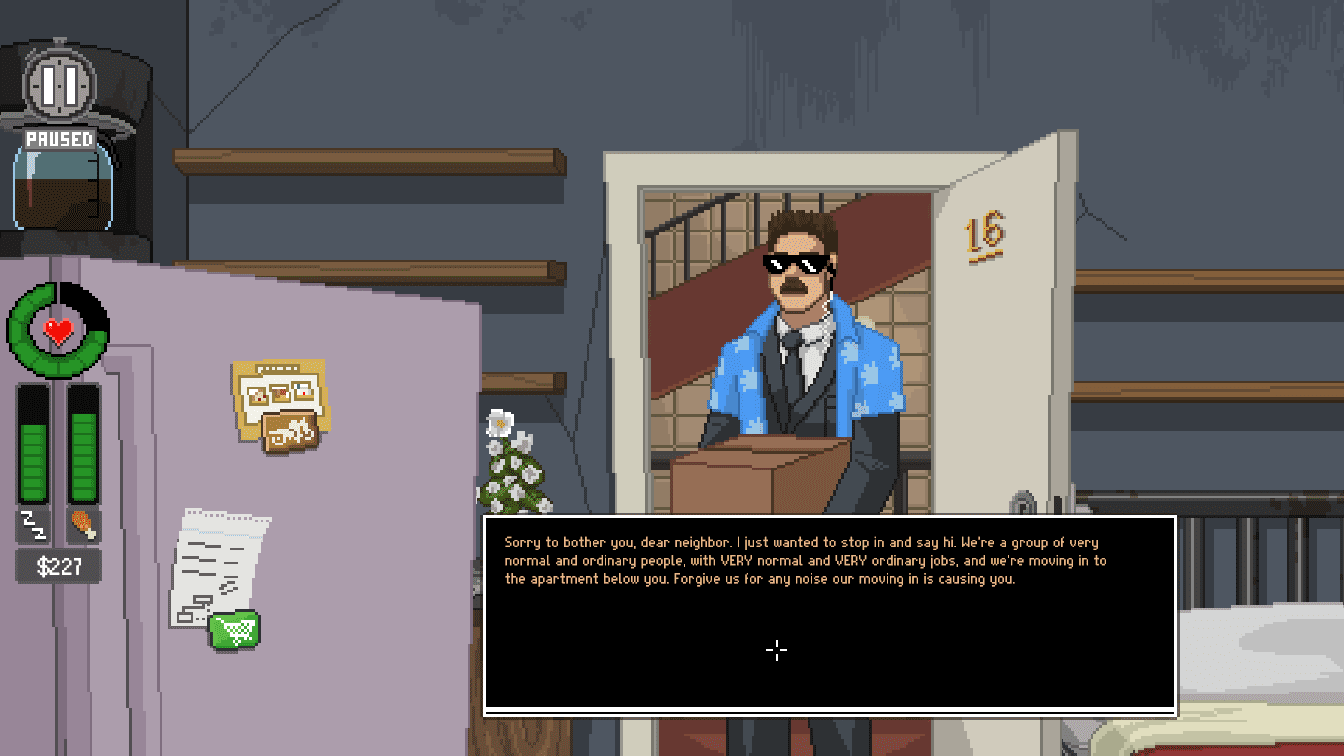 PAUSED
16
$227
Sorry to bother you, dear neighbor. I just wanted to stop in and say hi. We're a group of very
normal and ordinary people, with VERY normal and VERY ordinary jobs, and we're moving in to
the apartment below you. Forgive us for any noise our moving in is causing you.